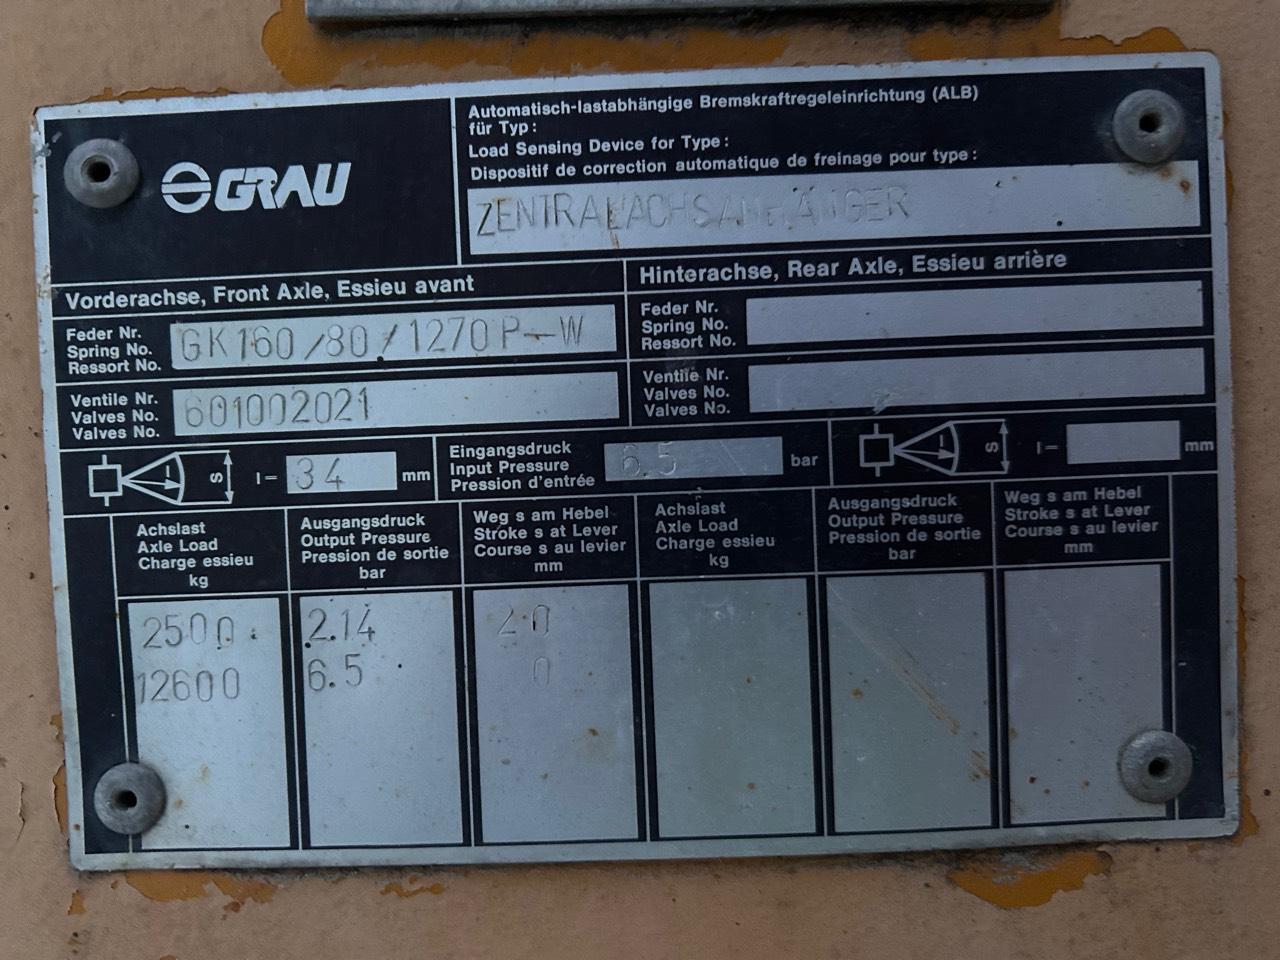 GRAU
Automatisch-lastabhängige Bremskraftregeleinrichtung (ALB)
für Typ:
Load Sensing Device for Type:
Dispositif de correction automatique de freinage pour type:
ZENTRALACHSANHÄNGER
Vorderachse, Front Axle, Essieu avant
Hinterachse, Rear Axle, Essieu arrière
Feder Nr.
Spring No.
Ressort No.
GK160/80/1270 P-W
Feder Nr.
Spring No.
Ressort No.
Ventile Nr.
Valves No.
Valves No.
601002021
Ventile Nr.
Valves No.
Valves No.
l S l= 34 mm
Eingangsdruck
Input Pressure
Pression d'entrée
6.5 bar
l S l= mm
Achslast
Axle Load
Charge essieu
kg
Ausgangsdruck
Output Pressure
Pression de sortie
bar
Weg s am Hebel
Stroke s at Lever
Course s au levier
mm
Achslast
Axle Load
Charge essieu
kg
Ausgangsdruck
Output Pressure
Pression de sortie
bar
Weg s am Hebel
Stroke s at Lever
Course s au levier
mm
2500 2.14
12600 6.5 0